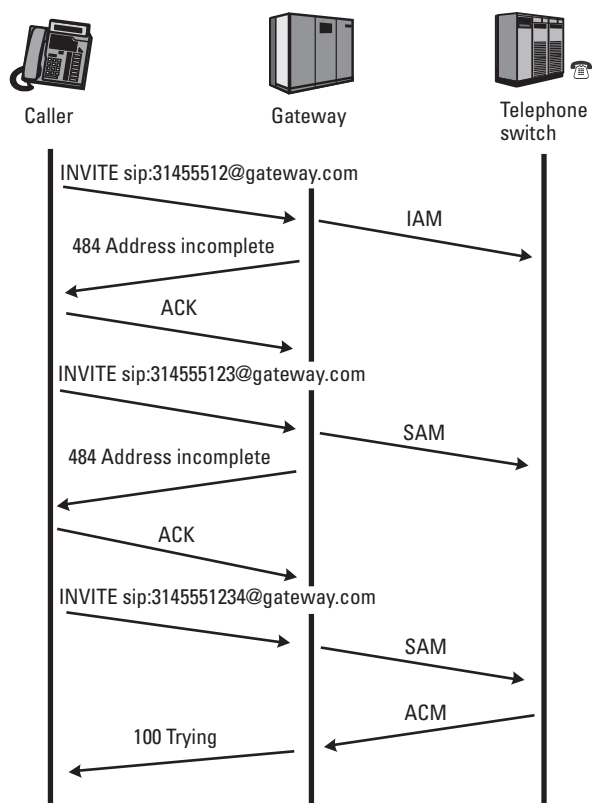 Caller
Gateway
Telephone
switch
INVITE sip:31455512@gateway.com
IAM
484 Address incomplete
ACK
INVITE sip:314555123@gateway.com
SAM
484 Address incomplete
ACK
INVITE sip:3145551234@gateway.com
SAM
ACM
100 Trying